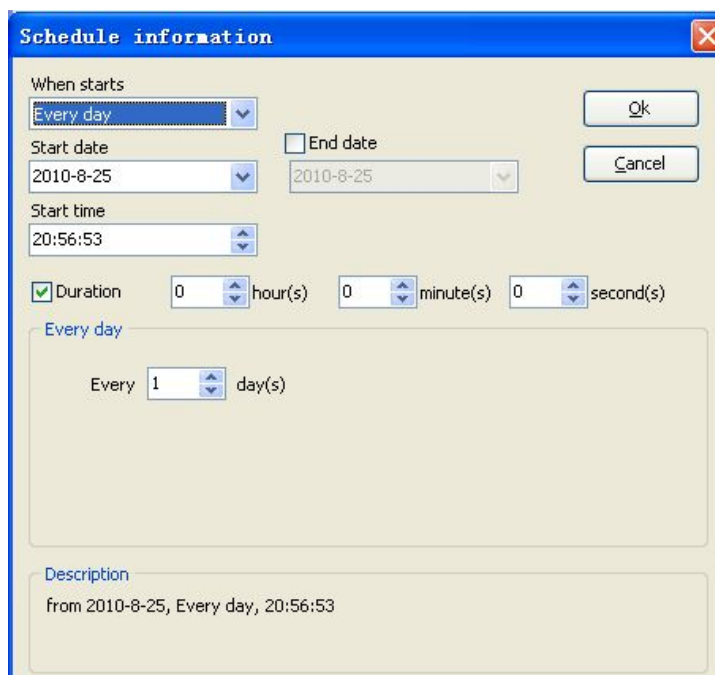 Schedule information
When starts
Every day
Ok
Start date
End date
2010-8-25
2010-8-25
Cancel
Start time
20:56:53
Duration 0 hour(s) 0 minute(s) 0 second(s)
Every day
Every 1 day(s)
Description
from 2010-8-25, Every day, 20:56:53